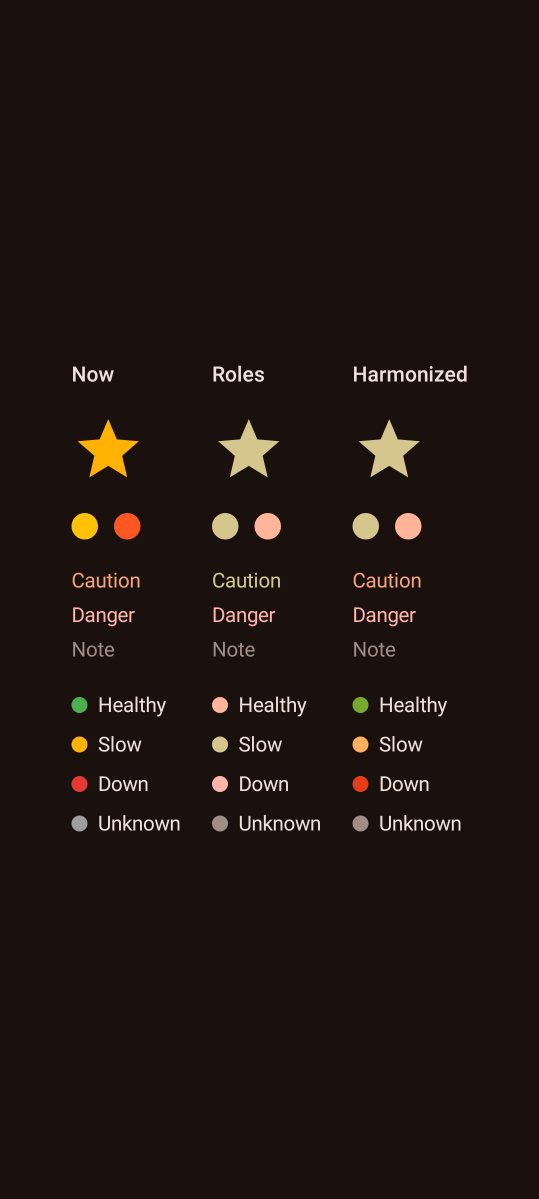 Now Roles Harmonized
Caution Caution Caution
Danger Danger Danger
Note Note Note
Healthy Healthy Healthy
Slow Slow Slow
Down Down Down
Unknown Unknown Unknown